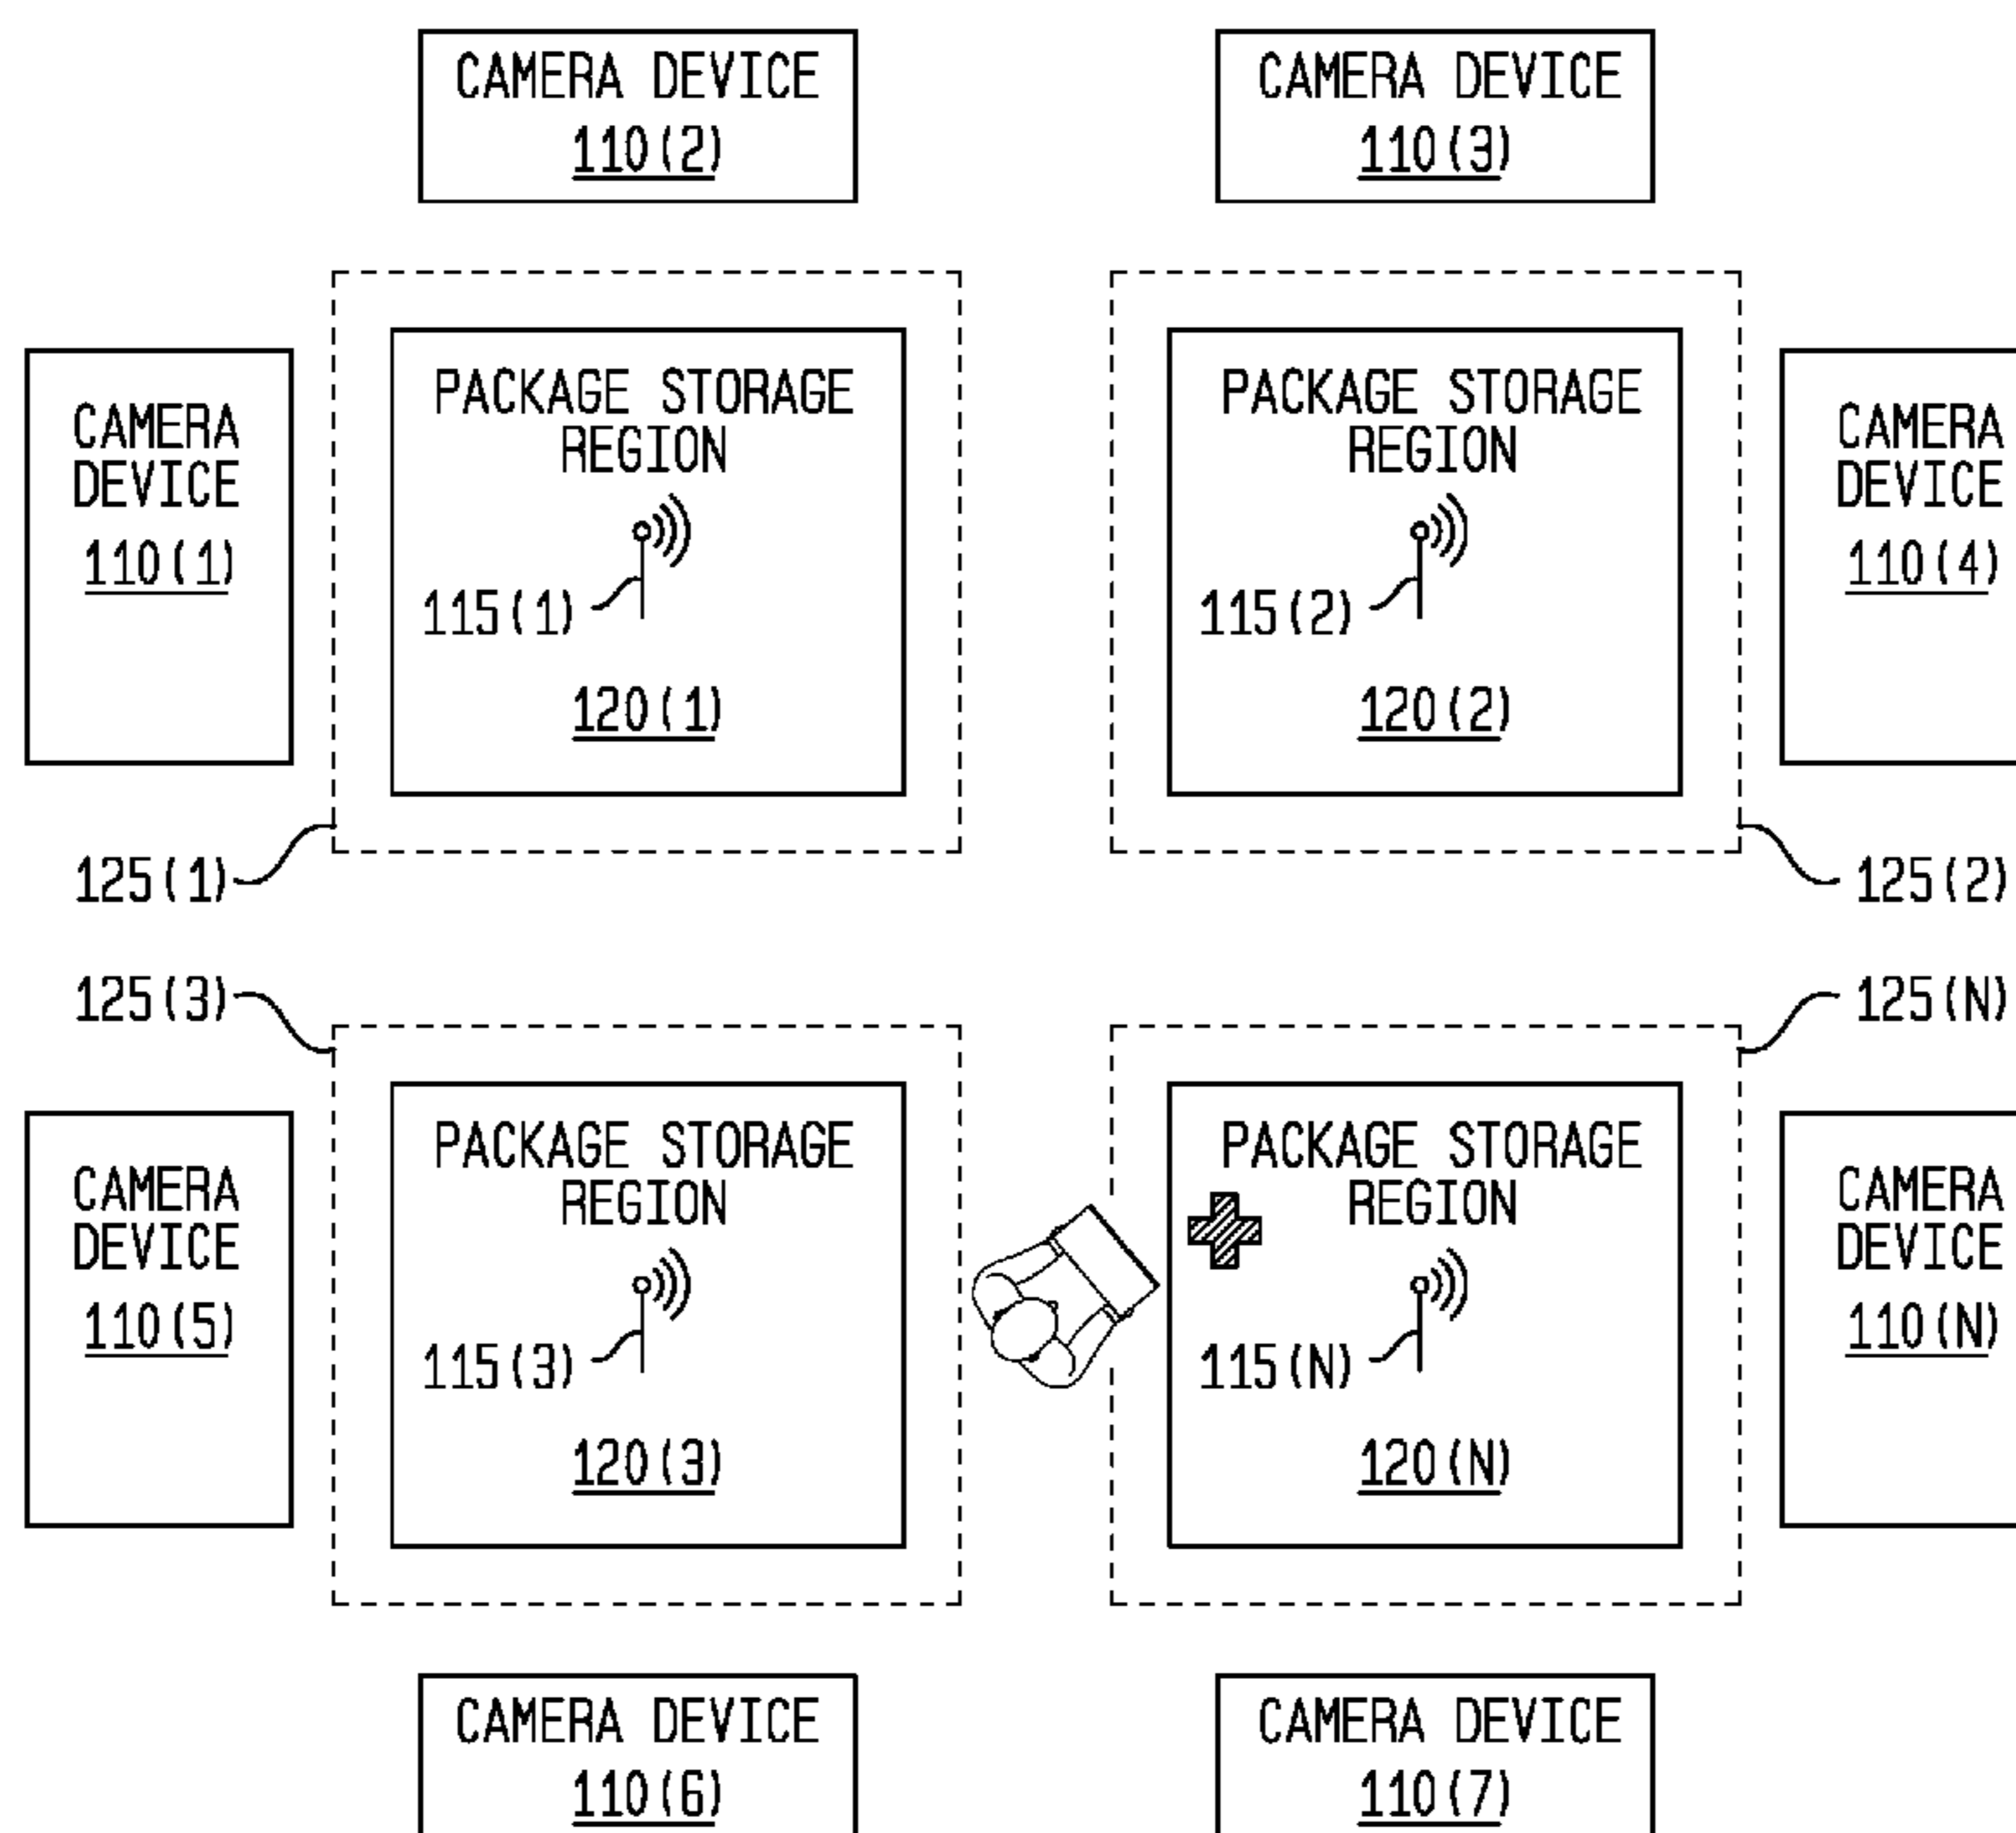 CAMERA DEVICE
110(2)
CAMERA DEVICE
110(3)
CAMERA
DEVICE
110(1)
PACKAGE STORAGE
REGION
115(1)
120(1)
PACKAGE STORAGE
REGION
115(2)
120(2)
CAMERA
DEVICE
110(4)
125(1)
125(2)
125(3)
125(N)
CAMERA
DEVICE
110(5)
PACKAGE STORAGE
REGION
115(3)
120(3)
PACKAGE STORAGE
REGION
115(N)
120(N)
CAMERA
DEVICE
110(N)
CAMERA DEVICE
110(6)
CAMERA DEVICE
110(7)